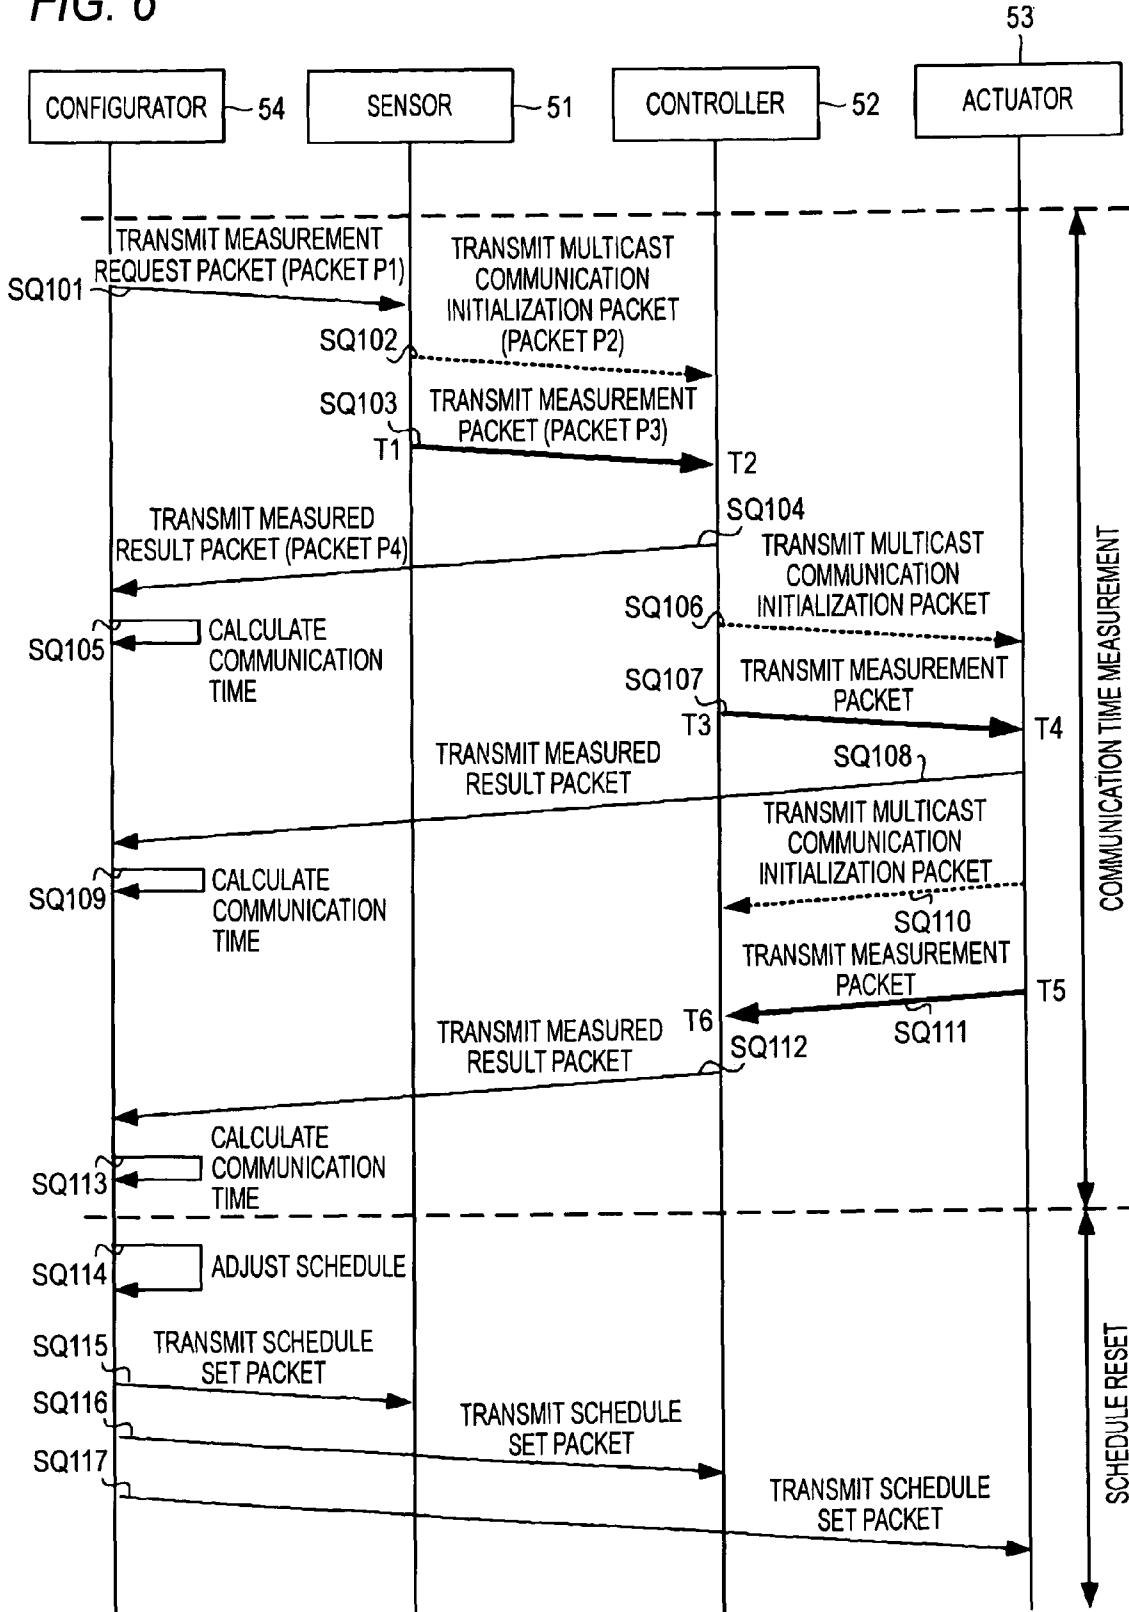 FIG. 6
53
CONFIGURATOR
54
SENSOR
51
CONTROLLER
52
ACTUATOR
TRANSMIT MEASUREMENT
REQUEST PACKET (PACKET P1)
SQ101
TRANSMIT MULTICAST
COMMUNICATION
INITIALIZATION PACKET
(PACKET P2)
SQ102
SQ103
TRANSMIT MEASUREMENT
PACKET (PACKET P3)
T1
T2
SQ104
TRANSMIT MEASURED
RESULT PACKET (PACKET P4)
TRANSMIT MULTICAST
COMMUNICATION
INITIALIZATION PACKET
SQ106
SQ105
CALCULATE
COMMUNICATION
TIME
SQ107
TRANSMIT MEASUREMENT
PACKET
T3
T4
TRANSMIT MEASURED
RESULT PACKET
SQ108
TRANSMIT MULTICAST
COMMUNICATION
INITIALIZATION PACKET
SQ109
CALCULATE
COMMUNICATION
TIME
SQ110
TRANSMIT MEASUREMENT
PACKET
T5
T6
SQ111
TRANSMIT MEASURED
RESULT PACKET
SQ112
SQ113
CALCULATE
COMMUNICATION
TIME
COMMUNICATION TIME MEASUREMENT
SQ114
ADJUST SCHEDULE
SQ115
TRANSMIT SCHEDULE
SET PACKET
SQ116
TRANSMIT SCHEDULE
SET PACKET
SQ117
TRANSMIT SCHEDULE
SET PACKET
SCHEDULE RESET